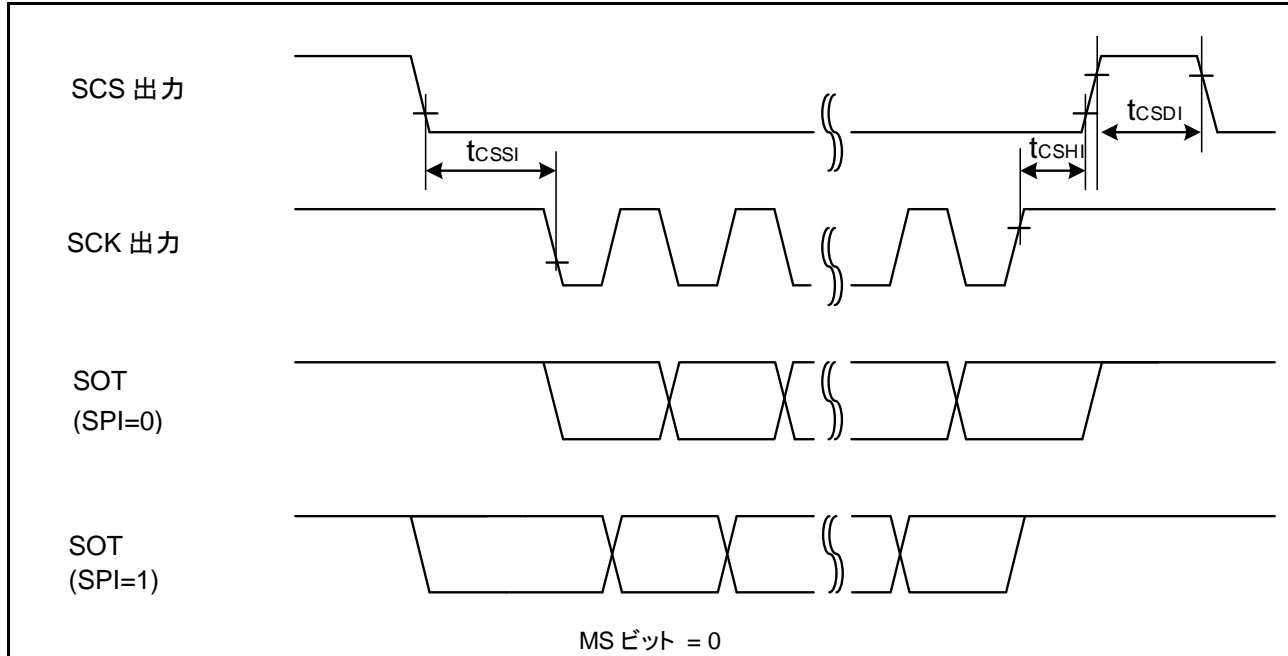 SCS 出力
tCSSI
tCSHI
tCSDI
SCK 出力
SOT
(SPI=0)
SOT
(SPI=1)
MS ビット = 0